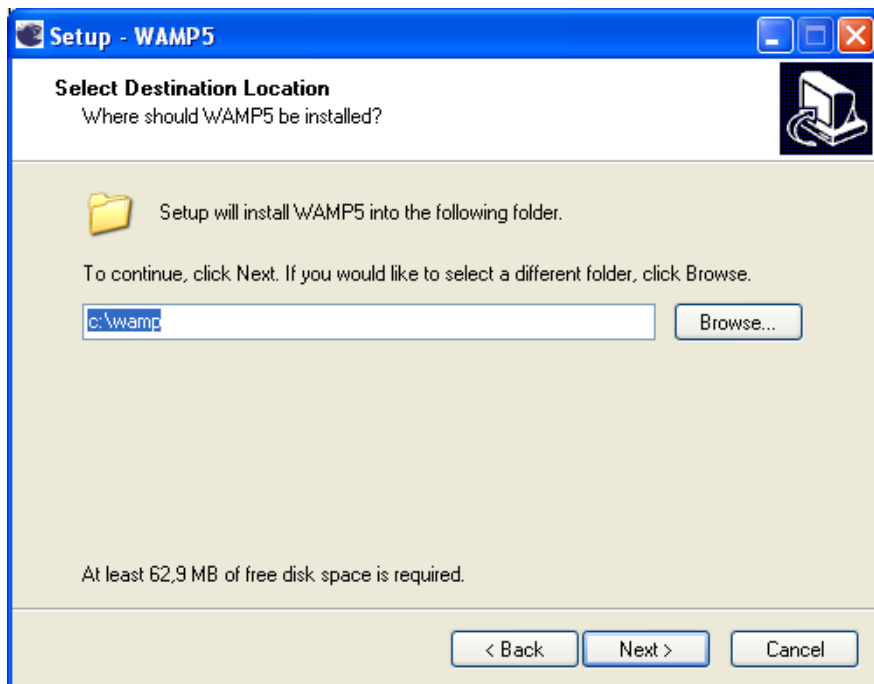 Setup - WAMP5
Select Destination Location
Where should WAMP5 be installed?
Setup will install WAMP5 into the following folder.
To continue, click Next. If you would like to select a different folder, click Browse.
c:\wamp
Browse...
At least 62,9 MB of free disk space is required.
< Back
Next >
Cancel